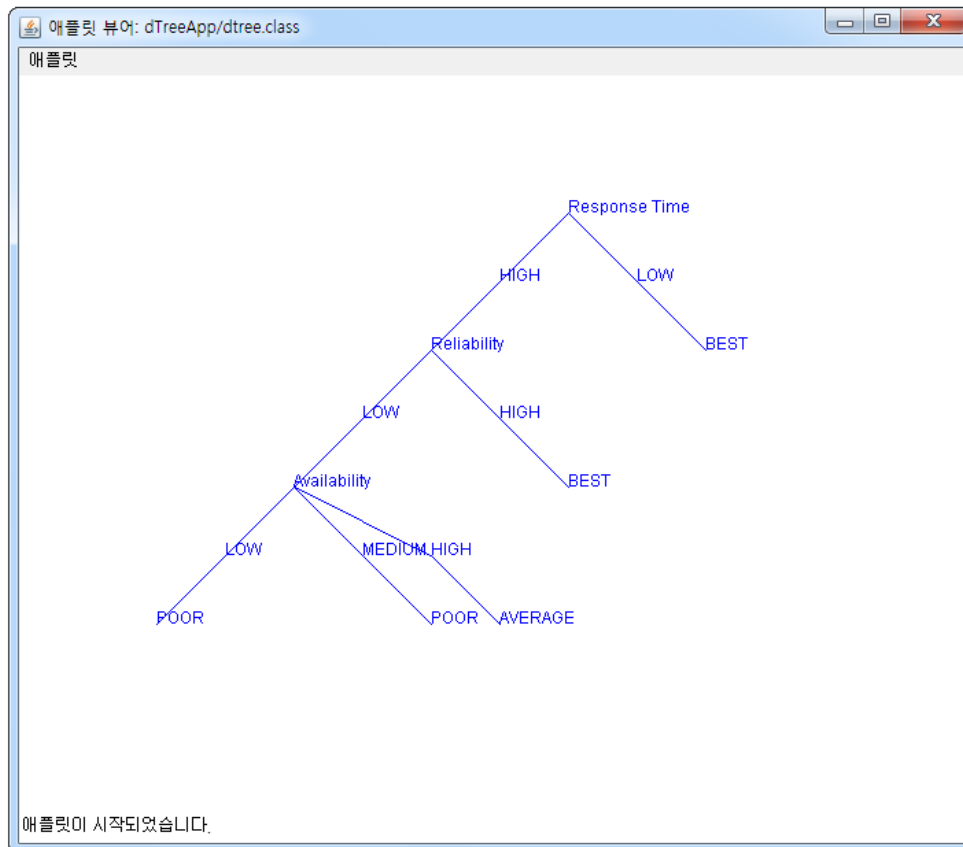 애플릿 뷰어: dTreeApp/dtree.class
애플릿
Response Time
HIGH LOW
Reliability BEST
LOW HIGH
Availability BEST
LOW MEDIUM HIGH
POOR POOR AVERAGE
애플릿이 시작되었습니다.